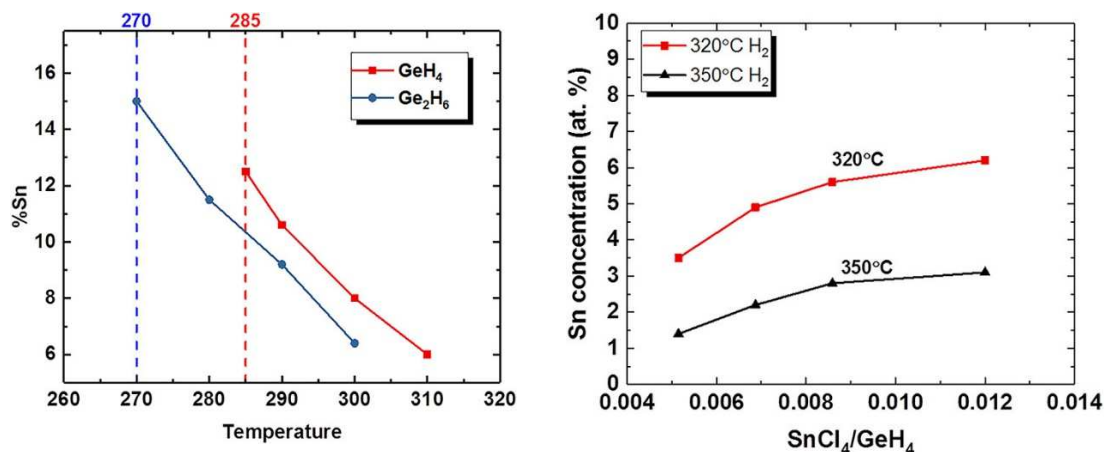 270 285
16
14
12
10
8
6
%Sn
GeH₄
Ge₂H₆
260 270 280 290 300 310 320
Temperature
10
9
8
7
6
5
4
3
2
1
0
Sn concentration (at. %)
320°C H₂
350°C H₂
320°C
350°C
0.004 0.006 0.008 0.010 0.012 0.014
SnCl₄/GeH₄